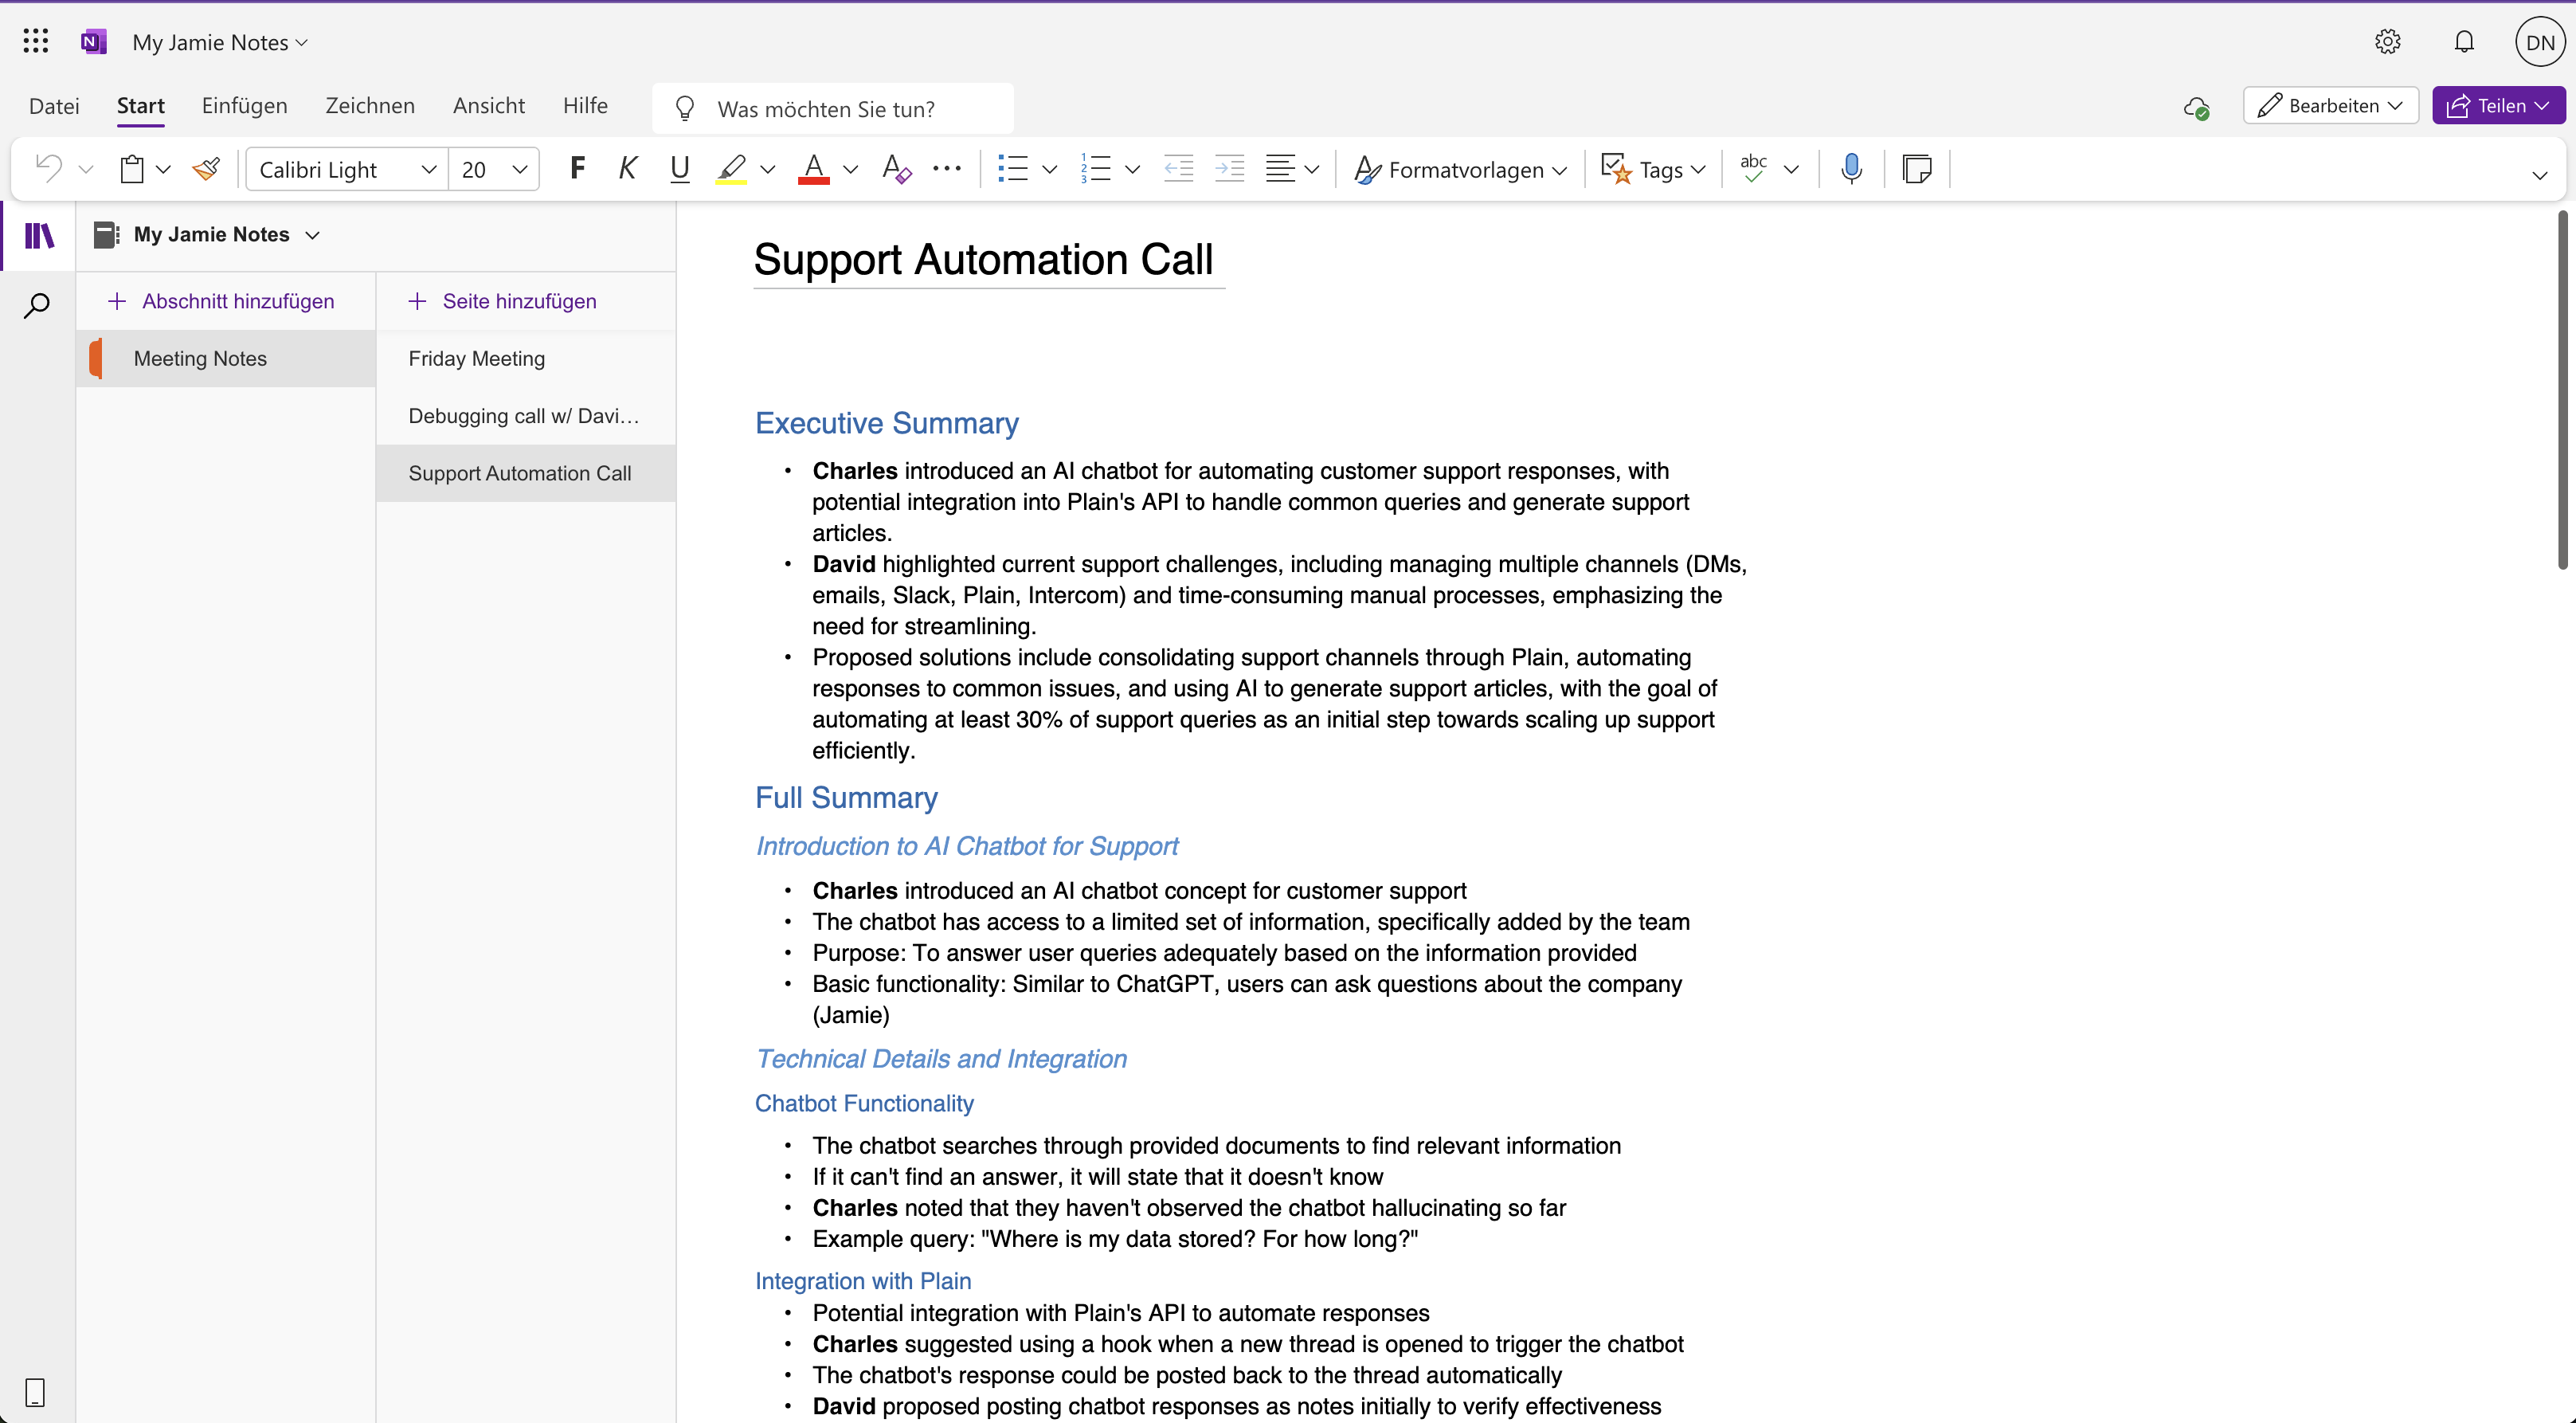 N My Jamie Notes
DN
Datei Start Einfügen Zeichnen Ansicht Hilfe Was möchten Sie tun? Bearbeiten Teilen
Calibri Light 20 F K U A A Formatvorlagen Tags abc
My Jamie Notes
Abschnitt hinzufügen
Meeting Notes
Seite hinzufügen
Friday Meeting
Debugging call w/ Davi...
Support Automation Call
Support Automation Call
Executive Summary
• Charles introduced an AI chatbot for automating customer support responses, with
potential integration into Plain's API to handle common queries and generate support
articles.
• David highlighted current support challenges, including managing multiple channels (DMs,
emails, Slack, Plain, Intercom) and time-consuming manual processes, emphasizing the
need for streamlining.
• Proposed solutions include consolidating support channels through Plain, automating
responses to common issues, and using AI to generate support articles, with the goal of
automating at least 30% of support queries as an initial step towards scaling up support
efficiently.
Full Summary
Introduction to AI Chatbot for Support
• Charles introduced an AI chatbot concept for customer support
• The chatbot has access to a limited set of information, specifically added by the team
• Purpose: To answer user queries adequately based on the information provided
• Basic functionality: Similar to ChatGPT, users can ask questions about the company
(Jamie)
Technical Details and Integration
Chatbot Functionality
• The chatbot searches through provided documents to find relevant information
• If it can't find an answer, it will state that it doesn't know
• Charles noted that they haven't observed the chatbot hallucinating so far
• Example query: "Where is my data stored? For how long?"
Integration with Plain
• Potential integration with Plain's API to automate responses
• Charles suggested using a hook when a new thread is opened to trigger the chatbot
• The chatbot's response could be posted back to the thread automatically
• David proposed posting chatbot responses as notes initially to verify effectiveness